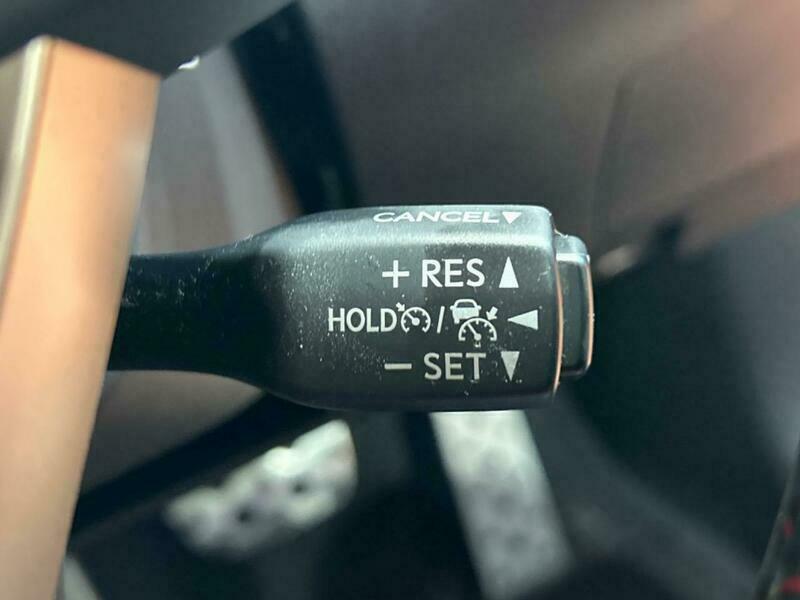 CANCEL▼
+ RES ▲
HOLD / ◀
− SET ▼